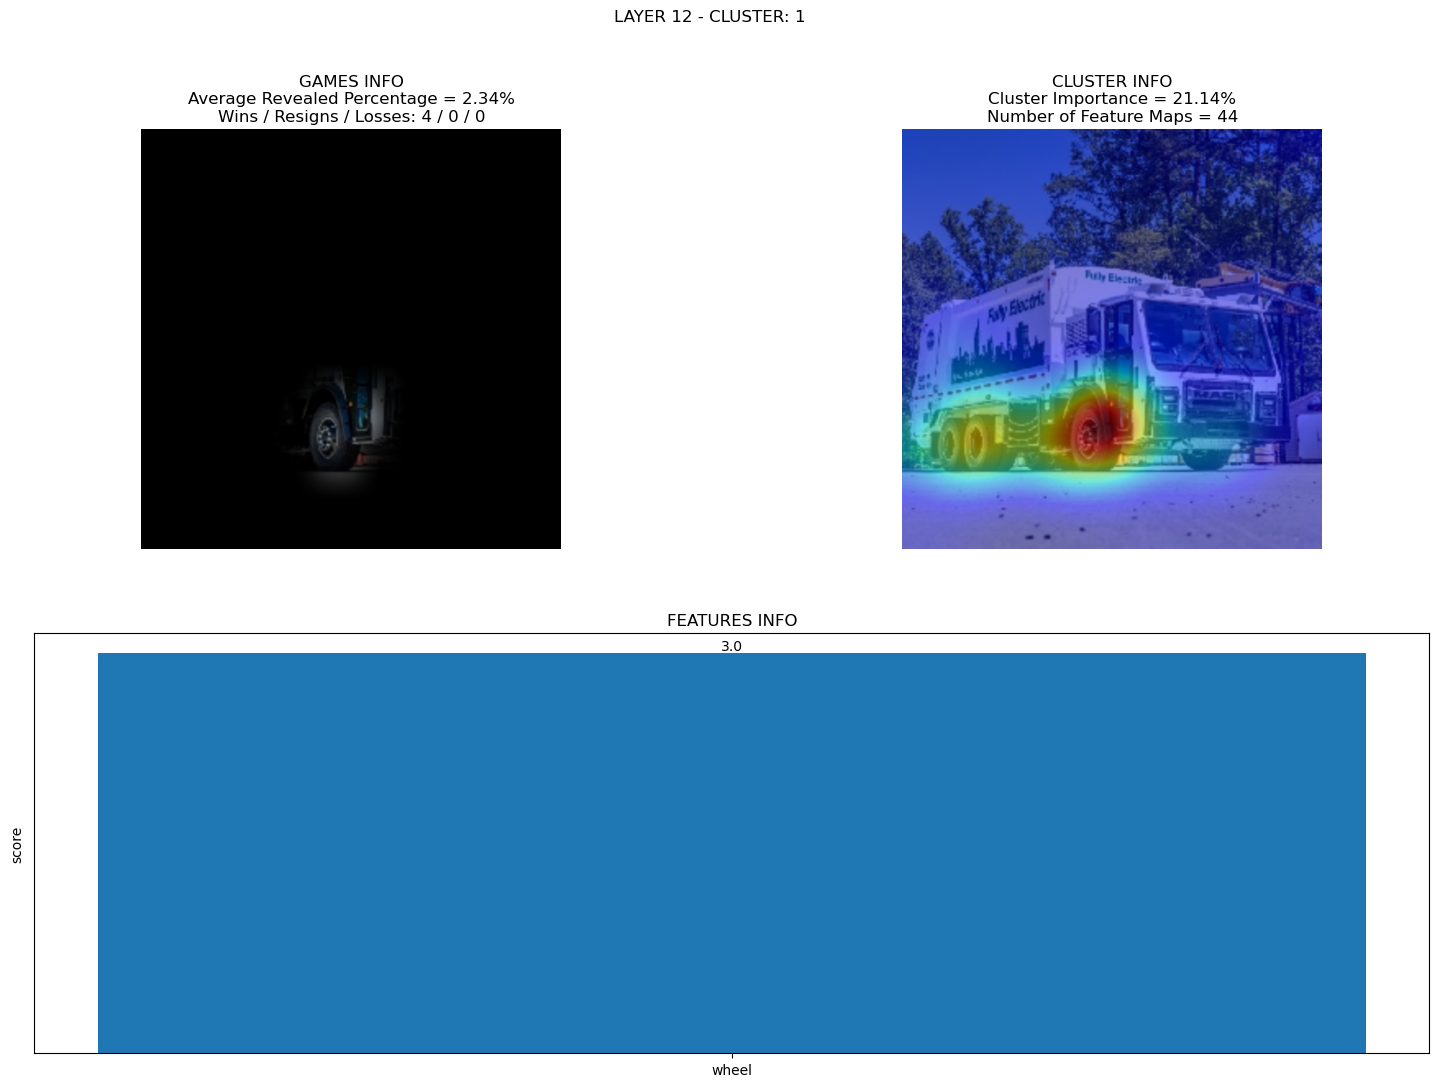 LAYER 12 - CLUSTER: 1
GAMES INFO
Average Revealed Percentage = 2.34%
Wins / Resigns / Losses: 4 / 0 / 0
CLUSTER INFO
Cluster Importance = 21.14%
Number of Feature Maps = 44
Fully Electric
Fully Electric
FEATURES INFO
3.0
score
wheel